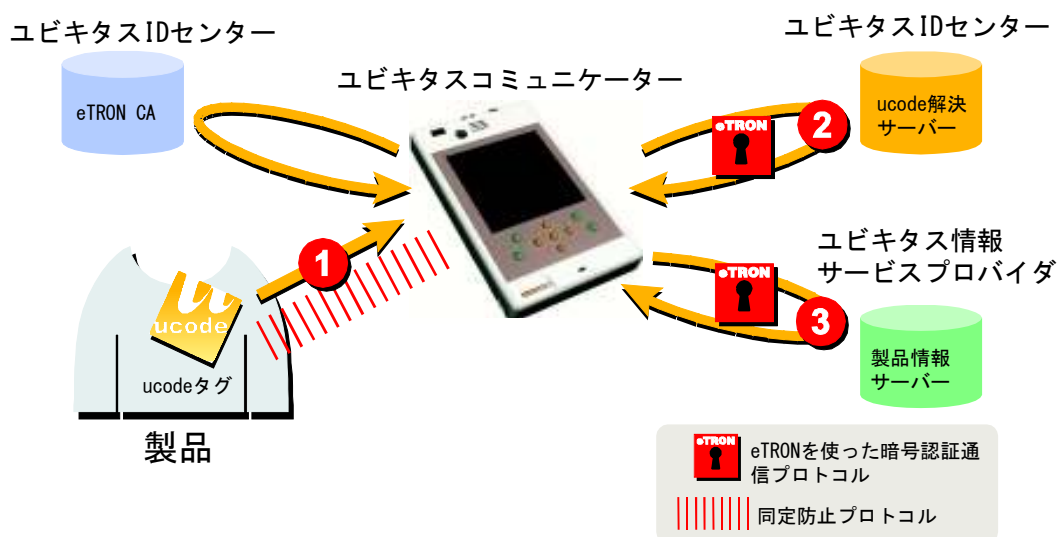 ユビキタスIDセンター
eTRON CA
ユビキタスコミュニケーター
ユビキタスIDセンター
ucode解決
サーバー
eTRON
2
1
u
ucode
ucodeタグ
製品
ユビキタス情報
サービスプロバイダ
eTRON
3
製品情報
サーバー
eTRON
eTRONを使った暗号認証通
信プロトコル
同定防止プロトコル